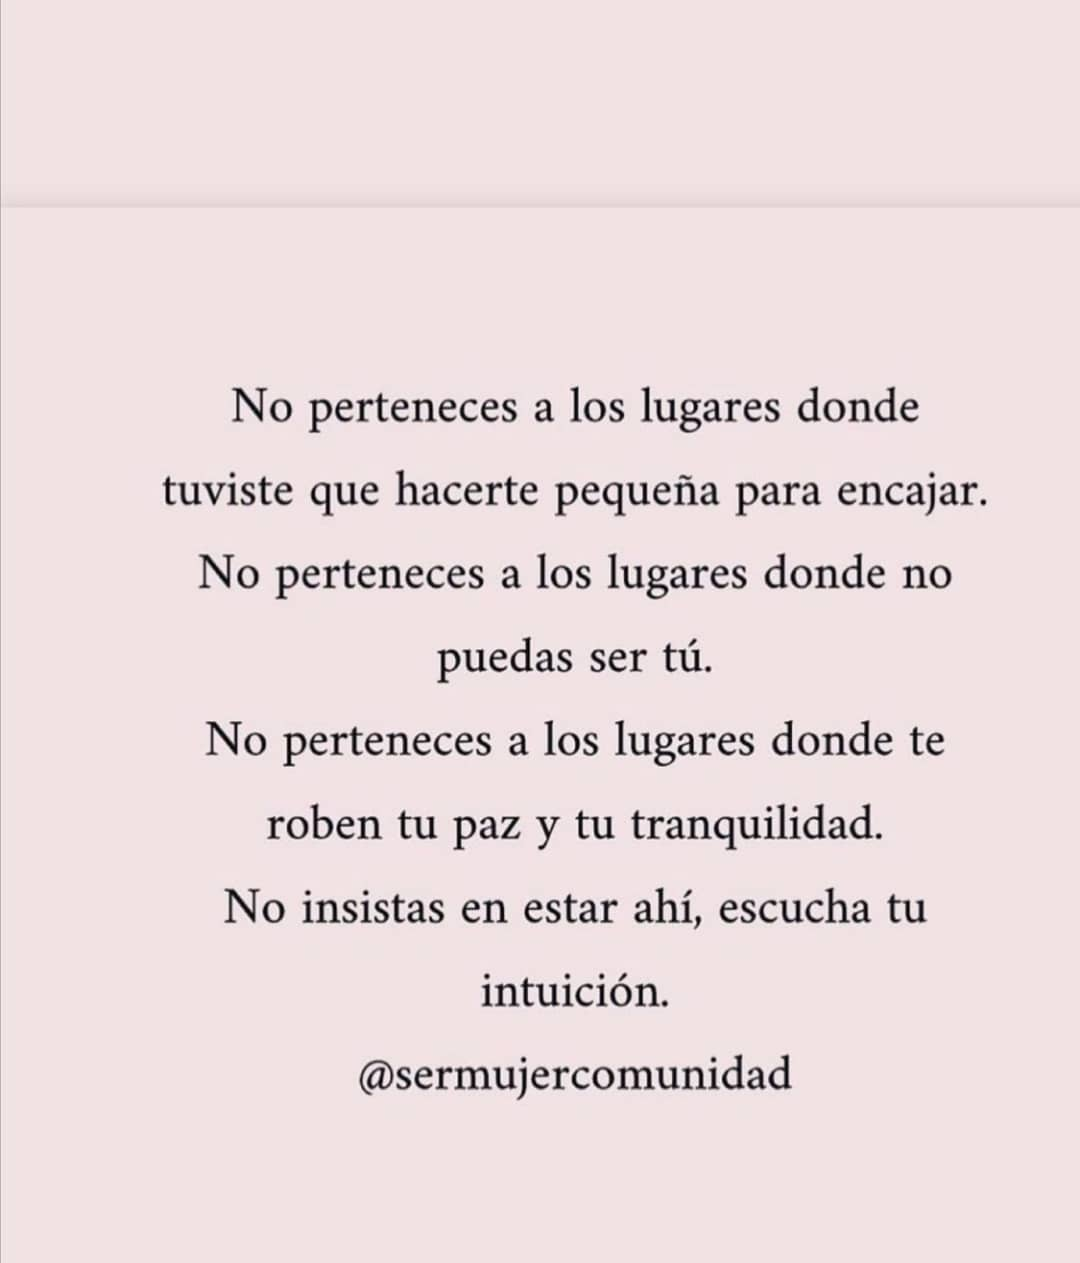 No perteneces a los lugares donde
tuviste que hacerte pequeña para encajar.
No perteneces a los lugares donde no
puedas ser tú.
No perteneces a los lugares donde te
roben tu paz y tu tranquilidad.
No insistas en estar ahí, escucha tu
intuición.
@sermujercomunidad